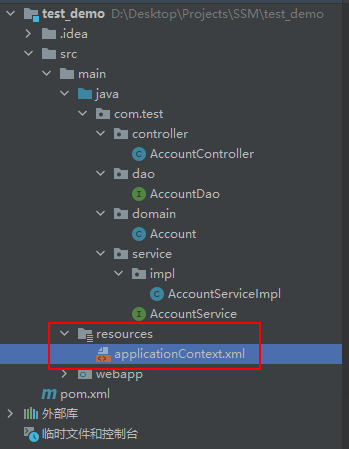 test_demo D:\Desktop\Projects\SSM\test_demo
.idea
src
main
java
com.test
controller
AccountController
dao
AccountDao
domain
Account
service
impl
AccountServiceImpl
AccountService
resources
applicationContext.xml
webapp
pom.xml
外部库
临时文件和控制台